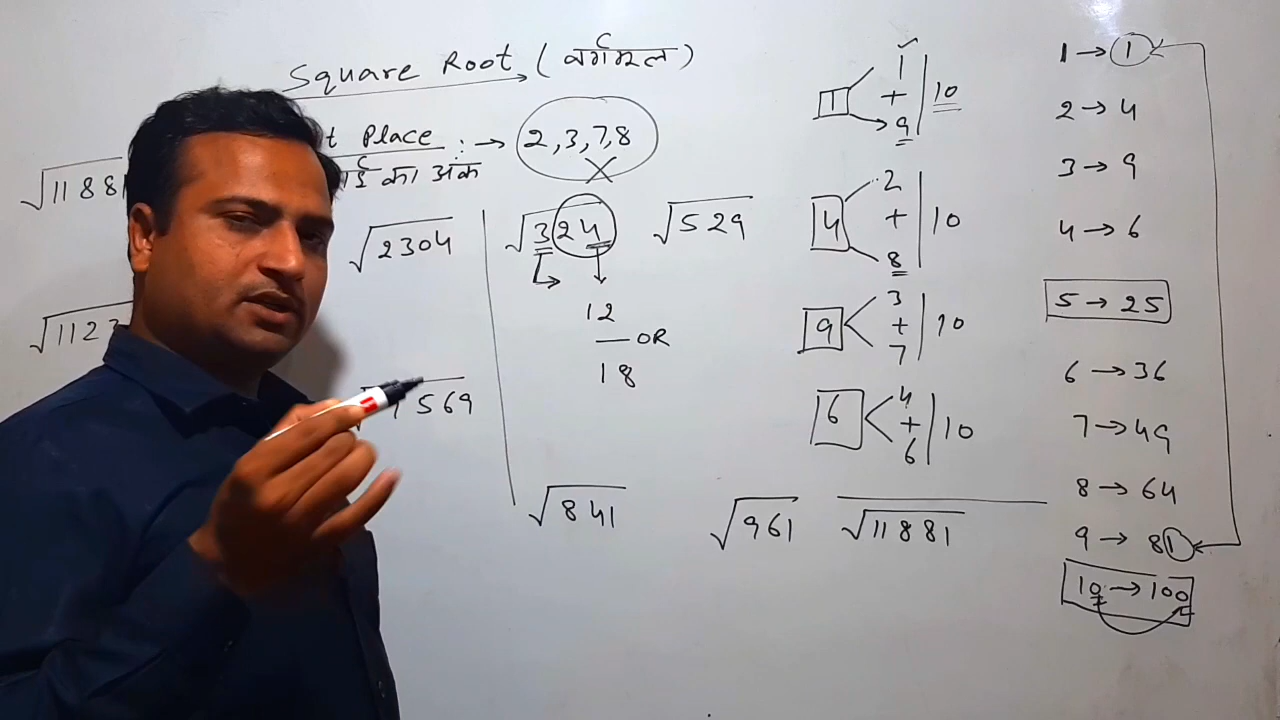 Square Root (वर्गमूल)
t Place :→ 2,3,7,8
का अंक ×
√1188
√2304
√324
√529
12
OR
18
√1123
569
√841
√961
√11881
1 1 + 9 10
4 2 + 8 10
9 3 + 7 10
6 4 + 6 10
1 → 1
2 → 4
3 → 9
4 → 6
5 → 25
6 → 36
7 → 49
8 → 64
9 → 81
10 → 100